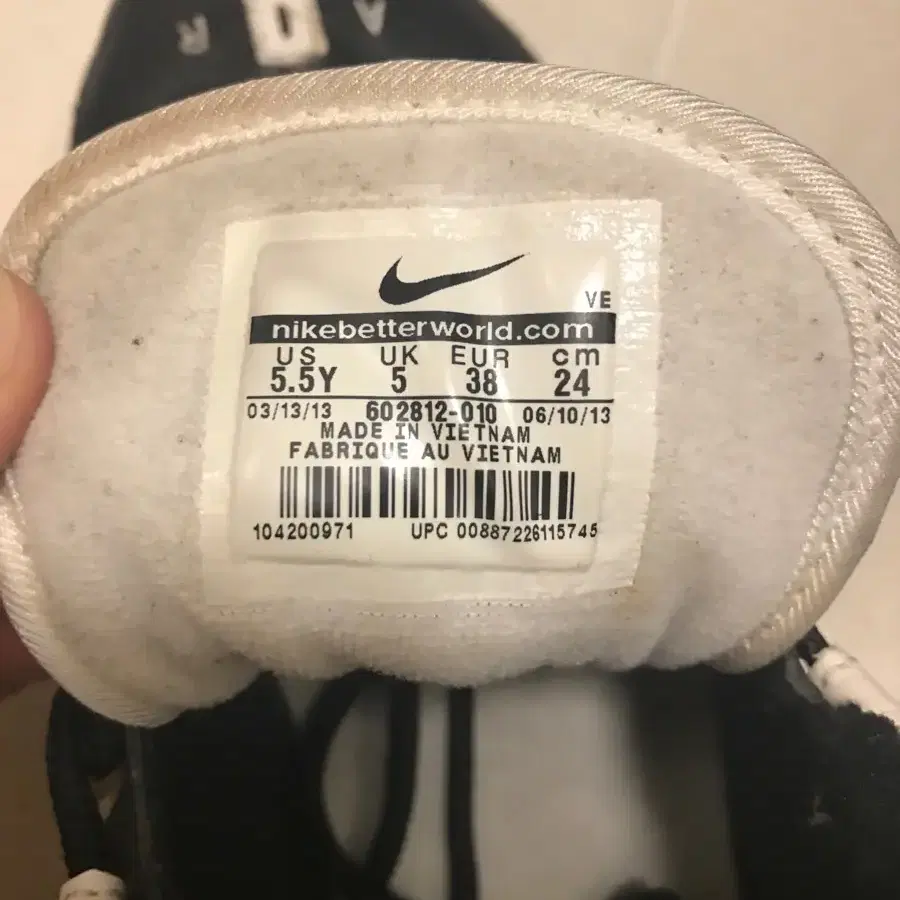 R A
VE
nikebetterworld.com
US UK EUR cm
5.5Y 5 38 24
03/13/13 602812-010 06/10/13
MADE IN VIETNAM
FABRIQUE AU VIETNAM
104200971 UPC 00887226115745